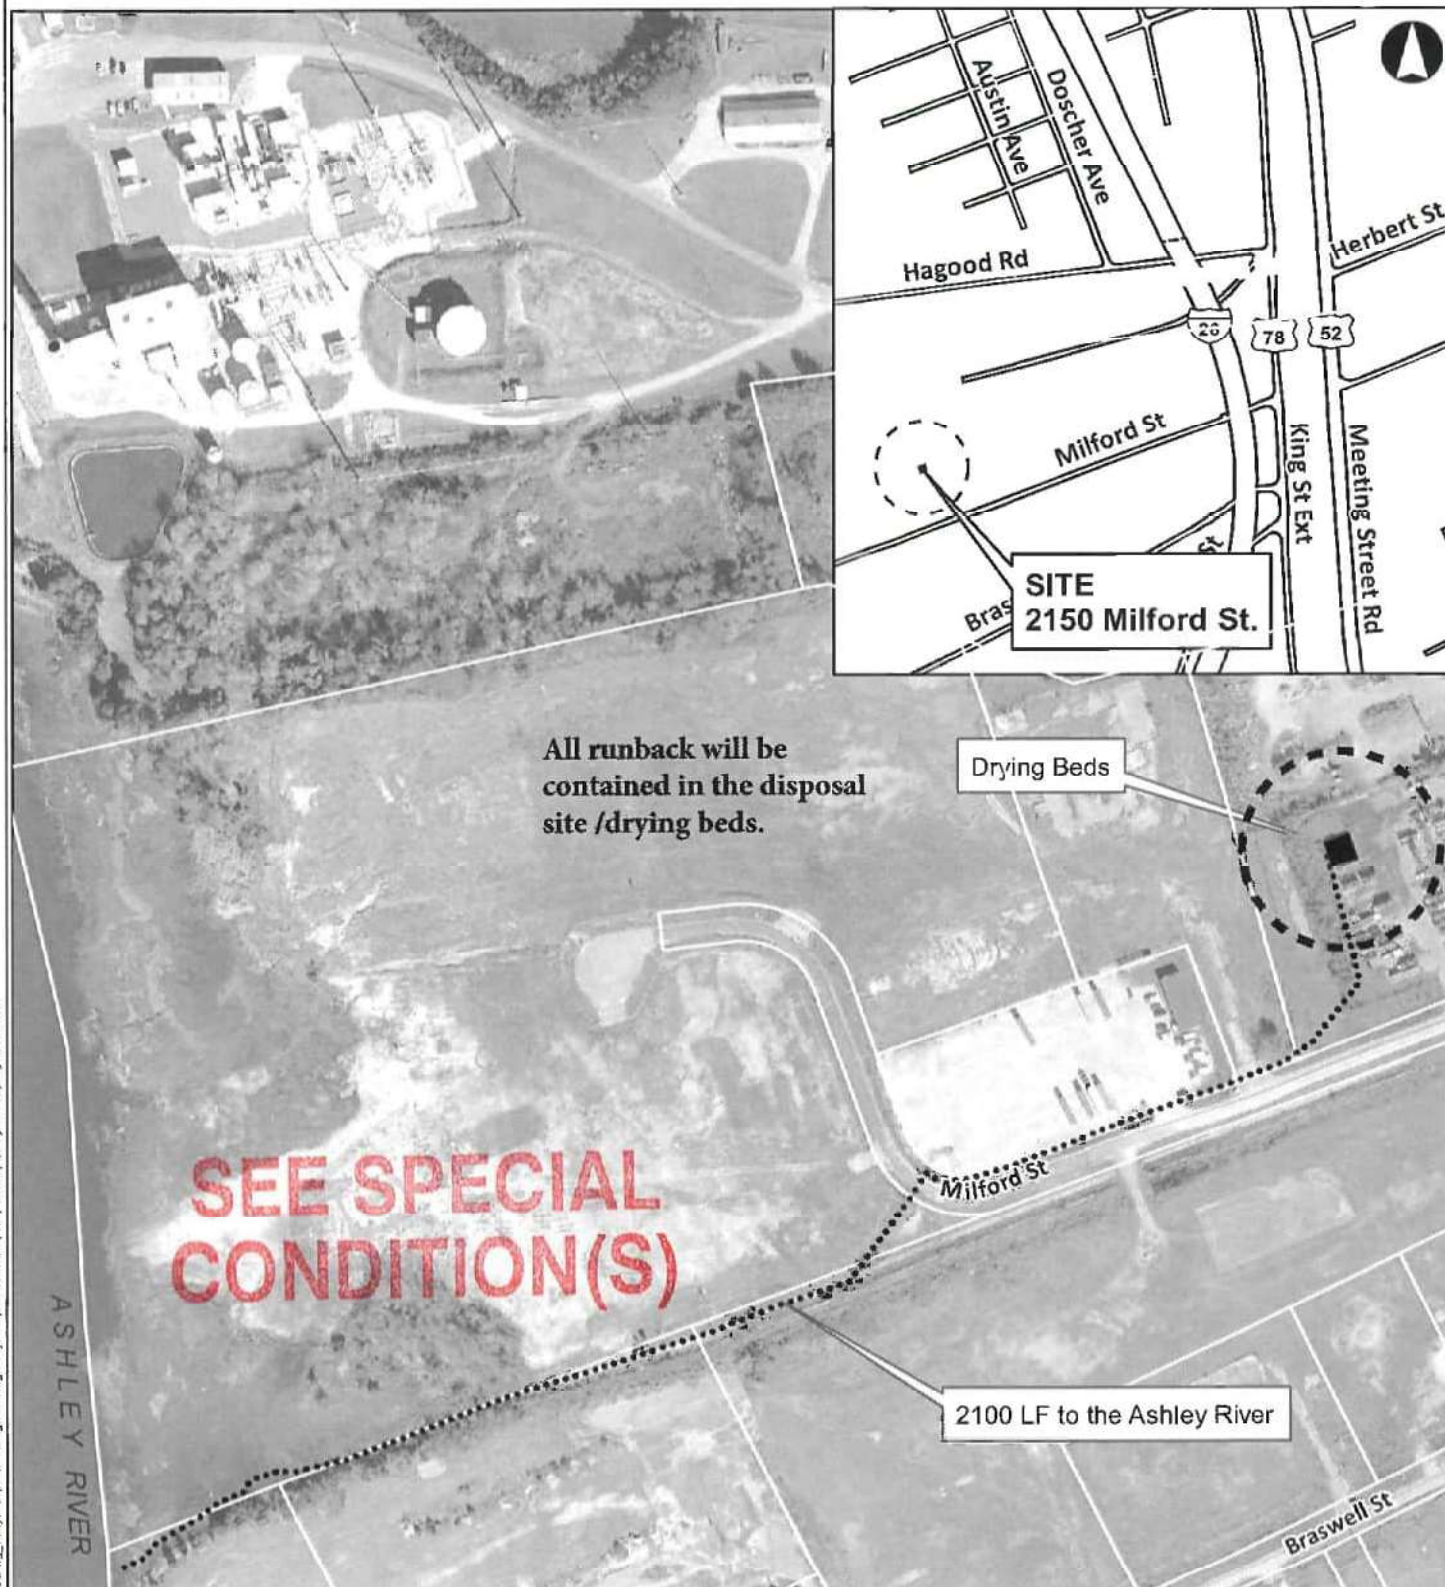 Austin Ave
Doscher Ave
Hagood Rd
Herbert St
26
78
52
Milford St
King St Ext
Meeting Street Rd
St
SITE
2150 Milford St.
Bras
All runback will be
contained in the disposal
site /drying beds.
Drying Beds
SEE SPECIAL
CONDITION(S)
Milford St
2100 LF to the Ashley River
ASHLEY RIVER
Braswell St